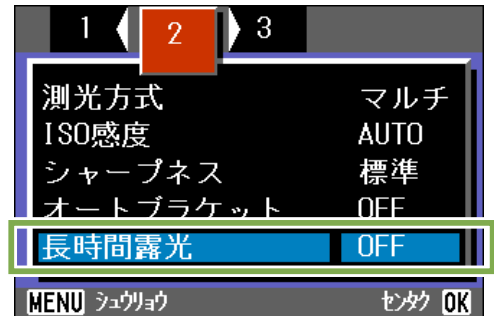 1 2 3
測光方式 マルチ
ISO感度 AUTO
シャープネス 標準
オートブラケット OFF
長時間露光 OFF
MENU ｼｭｳﾘｮｳ ｾﾝﾀｸ OK